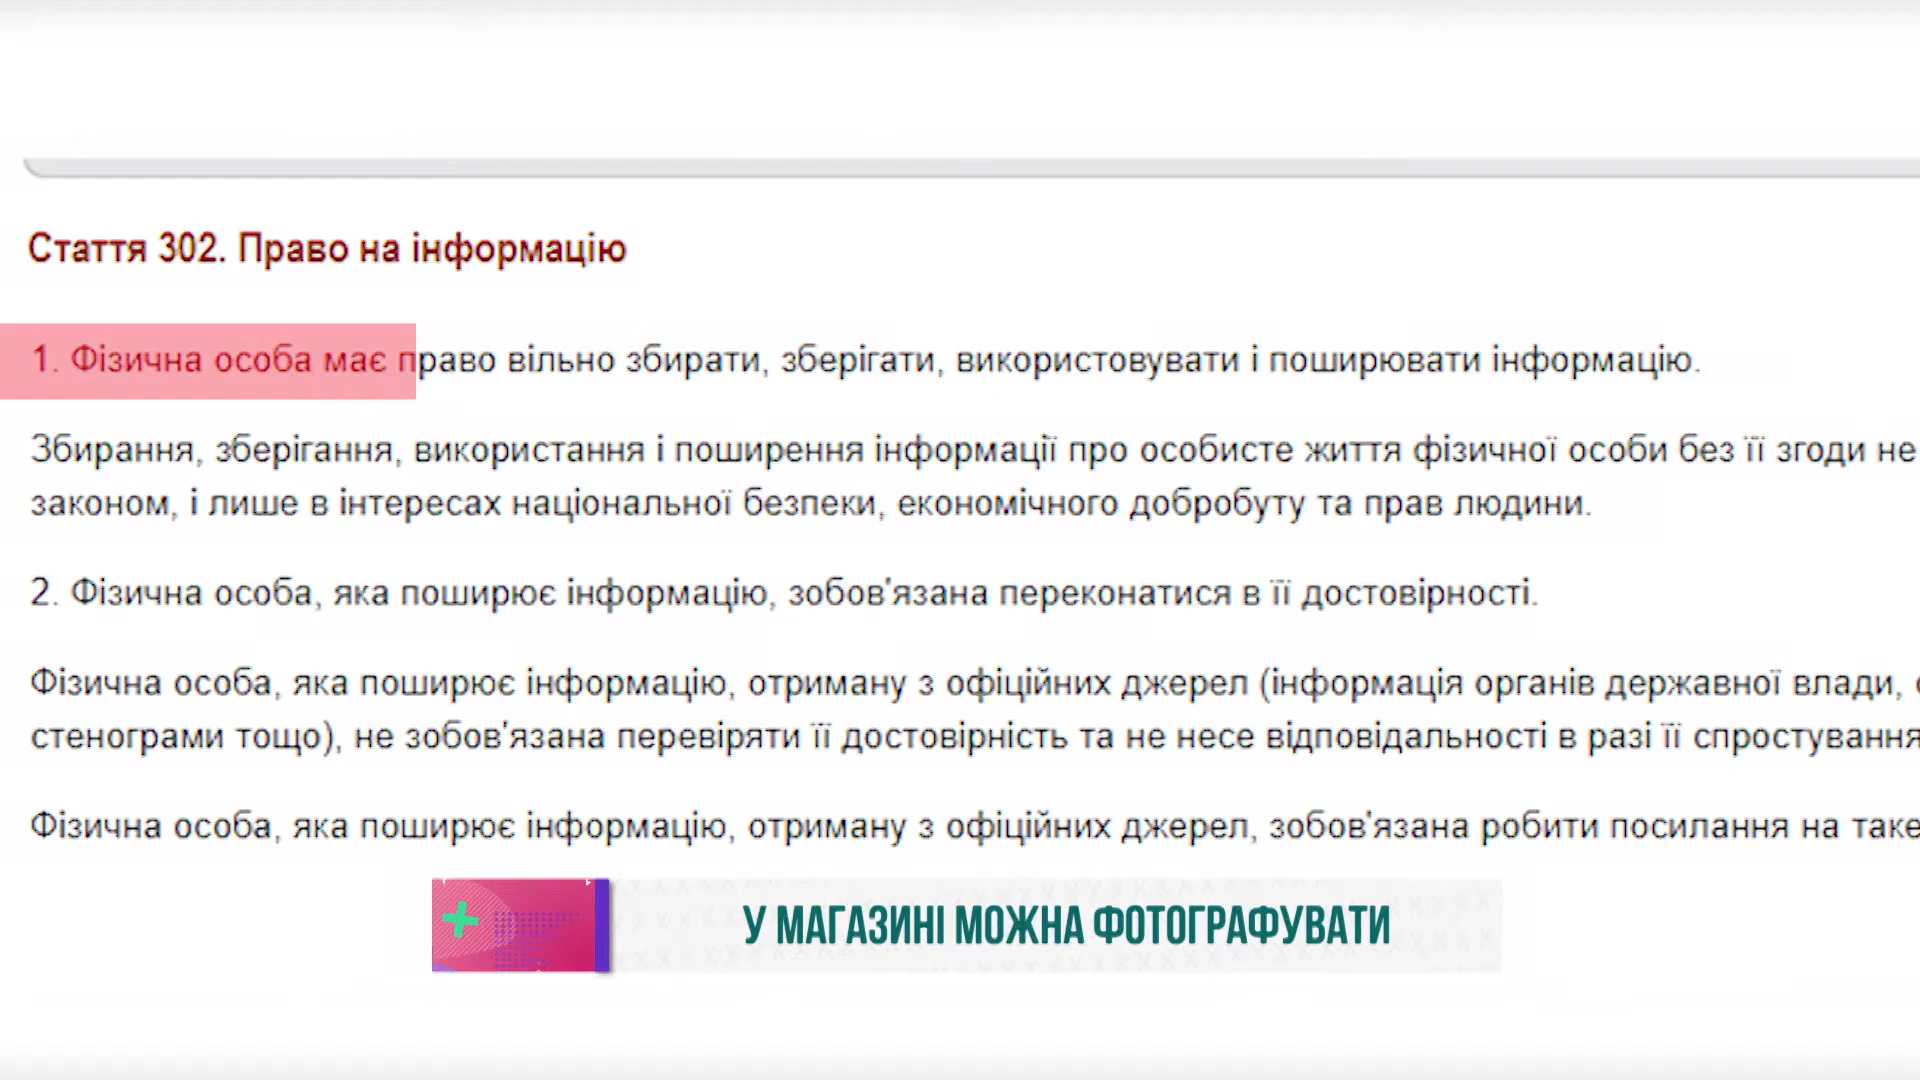 Стаття 302. Право на інформацію
1. Фізична особа має право вільно збирати, зберігати, використовувати і поширювати інформацію.
Збирання, зберігання, використання і поширення інформації про особисте життя фізичної особи без її згоди не
законом, і лише в інтересах національної безпеки, економічного добробуту та прав людини.
2. Фізична особа, яка поширює інформацію, зобов'язана переконатися в її достовірності.
Фізична особа, яка поширює інформацію, отриману з офіційних джерел (інформація органів державної влади,
стенограми тощо), не зобов'язана перевіряти її достовірність та не несе відповідальності в разі її спростування
Фізична особа, яка поширює інформацію, отриману з офіційних джерел, зобов'язана робити посилання на таке
У МАГАЗИНІ МОЖНА ФОТОГРАФУВАТИ